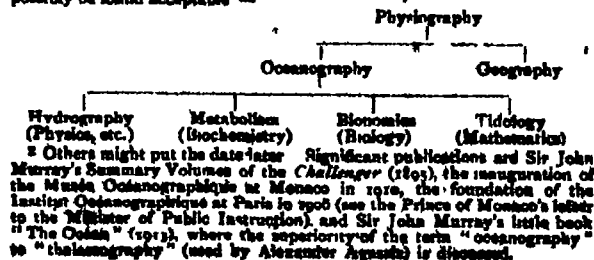 Physiography
Oceanography Geography
Hydrography Metabolism Bionomics Tidology
(Physics, etc.) (Biochemistry) (Biology) (Mathematics)
Others might put the date later Significant publications are Sir John
Murray's Summary Volumes of the Challenger (1895), the inauguration of
the Musée Océanographique at Monaco in 1910, the foundation of the
Institut Océanographique at Paris in 1906 (see the Prince of Monaco's letter
to the Minister of Public Instruction), and Sir John Murray's little book
"The Ocean" (1913), where the superiority of the term "oceanography"
to "thalassography" (used by Alexander Agassiz) is discussed.